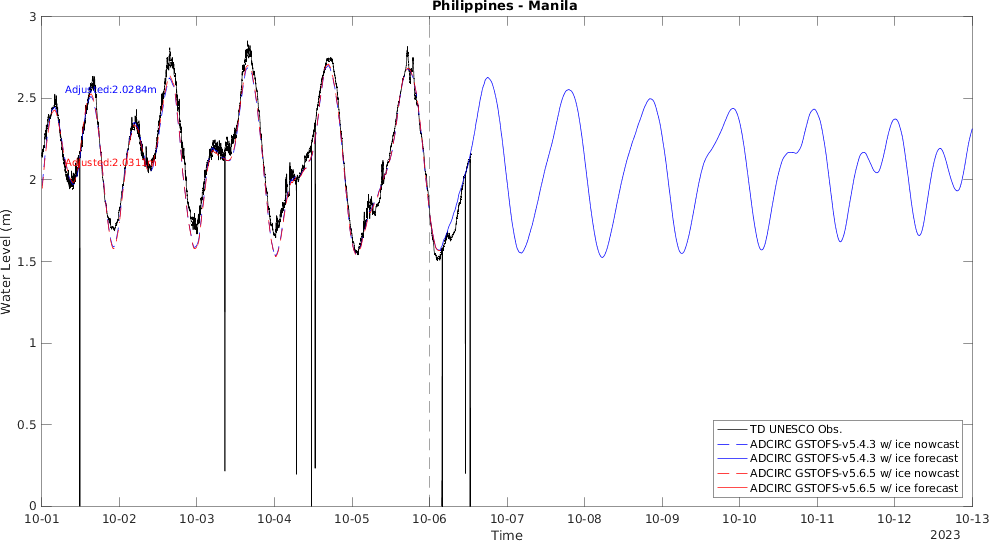 Philippines - Manila
3
2.5
2
1.5
1
0.5
0
Water Level (m)
Adjusted:2.0284m
10-01
10-02
10-03
10-04
10-05
10-06
10-07
10-08
10-09
10-10
10-11
10-12
10-13
Time
2023
TD UNESCO Obs.
ADCIRC GSTOFS-v5.4.3 w/ ice nowcast
ADCIRC GSTOFS-v5.4.3 w/ ice forecast
ADCIRC GSTOFS-v5.6.5 w/ ice nowcast
ADCIRC GSTOFS-v5.6.5 w/ ice forecast